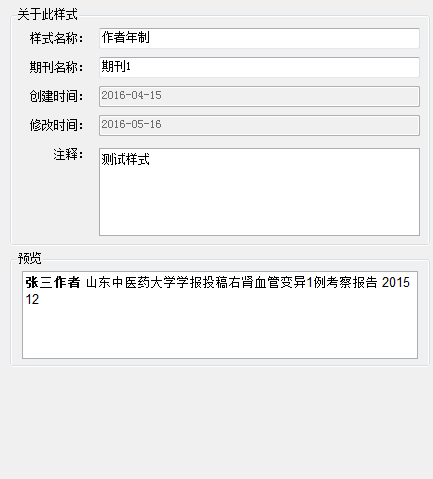 关于此样式
样式名称： 作者年制
期刊名称： 期刊1
创建时间： 2016-04-15
修改时间： 2016-05-16
注释： 测试样式
预览
张三作者 山东中医药大学学报投稿右肾血管变异1例考察报告 2015
12